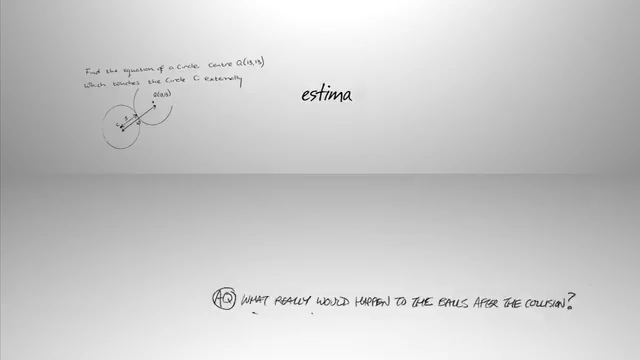 Find the equation of a Circle Centre Q(13,13)
Which touches the Circle C externally
Q(13,13)
C
estima
AQ WHAT REALLY WOULD HAPPEN TO THE BALLS AFTER THE COLLISION?